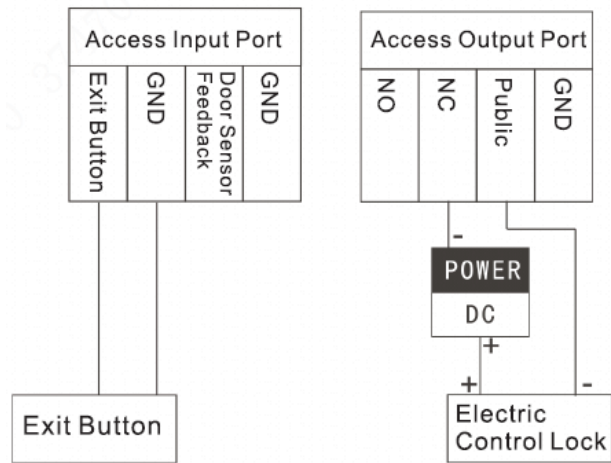 Access Input Port
Exit Button
GND
Door Sensor
Feedback
GND
Exit Button
Access Output Port
NO
NC
Public
GND
-
POWER
DC
+
+
-
Electric
Control Lock